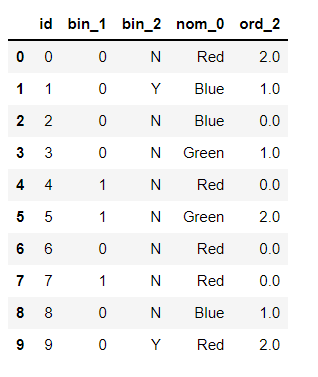 id bin_1 bin_2 nom_0 ord_2
0 0 0 N Red 2.0
1 1 0 Y Blue 1.0
2 2 0 N Blue 0.0
3 3 0 N Green 1.0
4 4 1 N Red 0.0
5 5 1 N Green 2.0
6 6 0 N Red 0.0
7 7 1 N Red 0.0
8 8 0 N Blue 1.0
9 9 0 Y Red 2.0